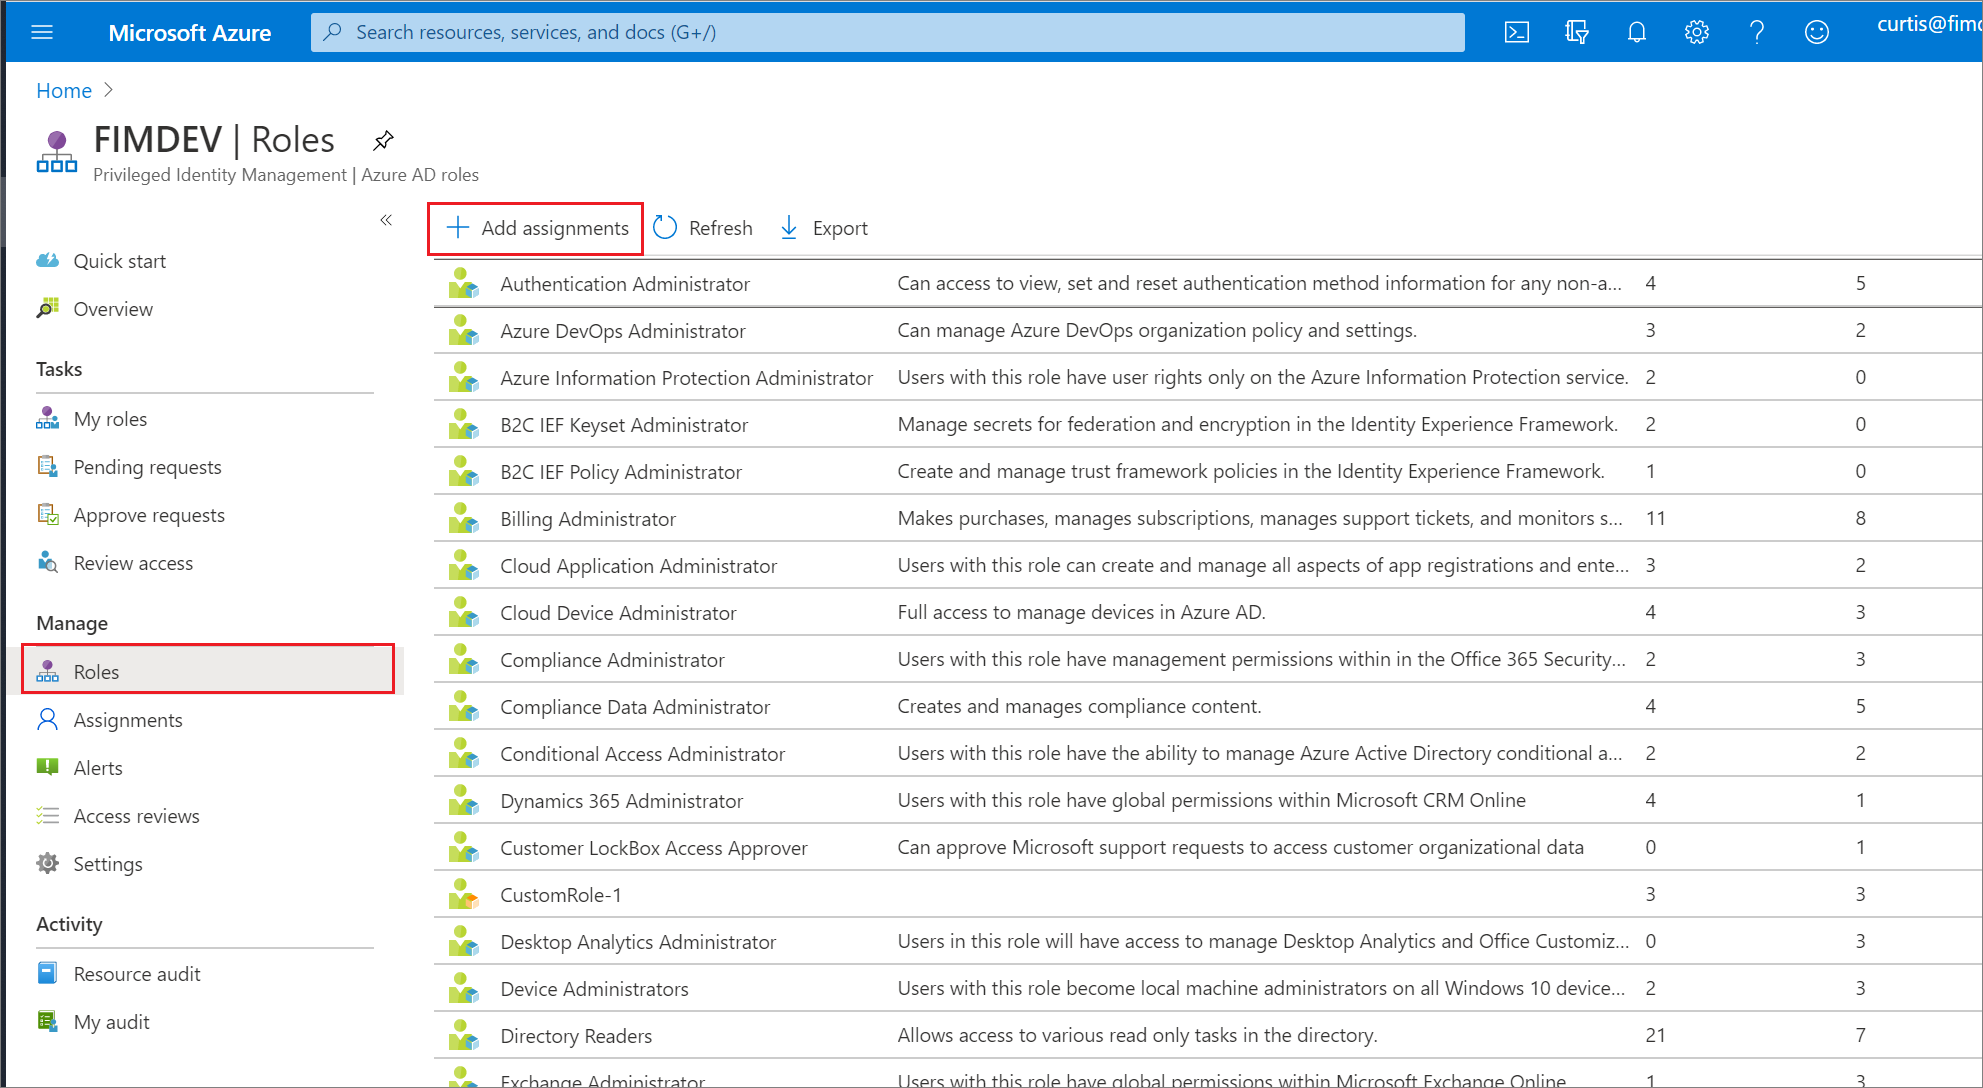 Microsoft Azure
Search resources, services, and docs (G+/)
curtis@fimd
Home
FIMDEV | Roles
Privileged Identity Management | Azure AD roles
Add assignments Refresh Export
Quick start
Overview
Tasks
My roles
Pending requests
Approve requests
Review access
Manage
Roles
Assignments
Alerts
Access reviews
Settings
Activity
Resource audit
My audit
Authentication Administrator Can access to view, set and reset authentication method information for any non-a... 4 5
Azure DevOps Administrator Can manage Azure DevOps organization policy and settings. 3 2
Azure Information Protection Administrator Users with this role have user rights only on the Azure Information Protection service. 2 0
B2C IEF Keyset Administrator Manage secrets for federation and encryption in the Identity Experience Framework. 2 0
B2C IEF Policy Administrator Create and manage trust framework policies in the Identity Experience Framework. 1 0
Billing Administrator Makes purchases, manages subscriptions, manages support tickets, and monitors s... 11 8
Cloud Application Administrator Users with this role can create and manage all aspects of app registrations and ente... 3 2
Cloud Device Administrator Full access to manage devices in Azure AD. 4 3
Compliance Administrator Users with this role have management permissions within in the Office 365 Security... 2 3
Compliance Data Administrator Creates and manages compliance content. 4 5
Conditional Access Administrator Users with this role have the ability to manage Azure Active Directory conditional a... 2 2
Dynamics 365 Administrator Users with this role have global permissions within Microsoft CRM Online 4 1
Customer LockBox Access Approver Can approve Microsoft support requests to access customer organizational data 0 1
CustomRole-1 3 3
Desktop Analytics Administrator Users in this role will have access to manage Desktop Analytics and Office Customiz... 0 3
Device Administrators Users with this role become local machine administrators on all Windows 10 device... 2 3
Directory Readers Allows access to various read only tasks in the directory. 21 7
Exchange Administrator Users with this role have global permissions within Microsoft Exchange Online 1 3